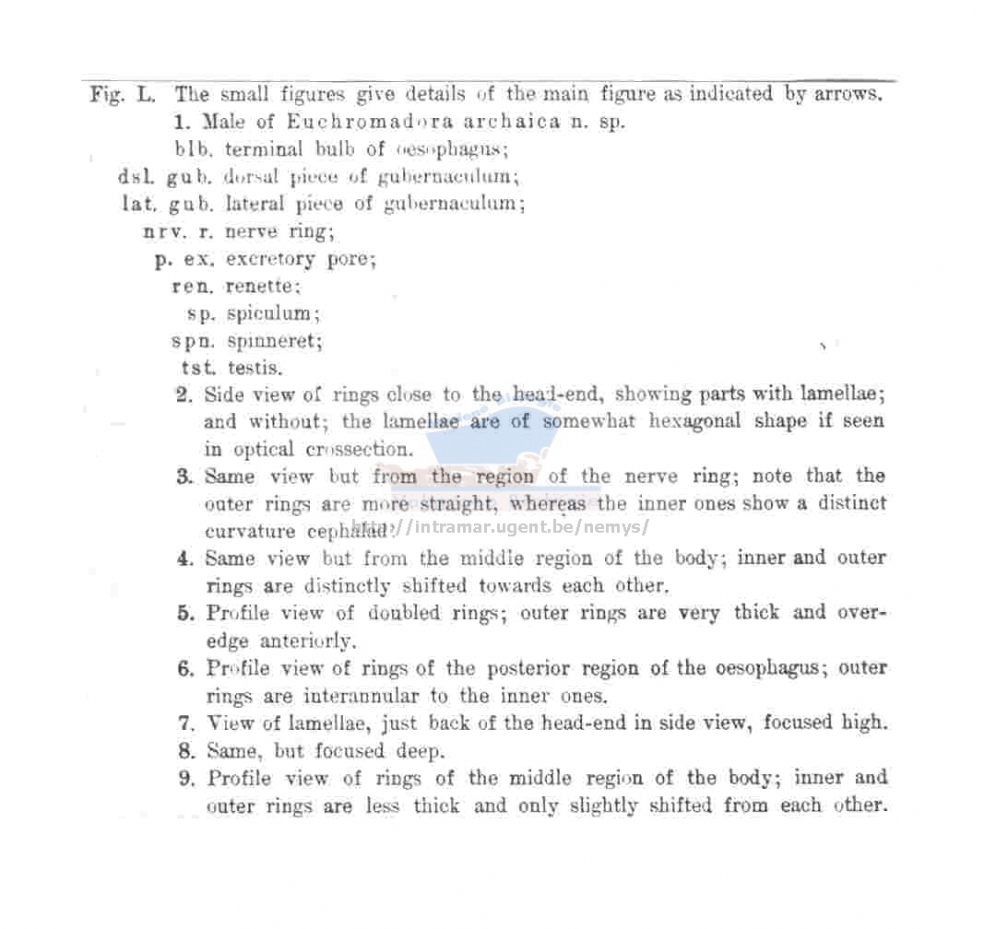 Fig. L. The small figures give details of the main figure as indicated by arrows.
1. Male of Euchromadora archaica n. sp.
blb. terminal bulb of oesophagus;
dsl. gub. dorsal piece of gubernaculum;
lat. gub. lateral piece of gubernaculum;
nrv. r. nerve ring;
p. ex. excretory pore;
ren. renette;
sp. spiculum;
spn. spinneret;
tst. testis.
2. Side view of rings close to the head-end, showing parts with lamellae;
and without; the lamellae are of somewhat hexagonal shape if seen
in optical crossection.
3. Same view but from the region of the nerve ring; note that the
outer rings are more straight, whereas the inner ones show a distinct
curvature cephalad.
http://intramar.ugent.be/nemys/
4. Same view but from the middle region of the body; inner and outer
rings are distinctly shifted towards each other.
5. Profile view of doubled rings; outer rings are very thick and over-
edge anteriorly.
6. Profile view of rings of the posterior region of the oesophagus; outer
rings are interannular to the inner ones.
7. View of lamellae, just back of the head-end in side view, focused high.
8. Same, but focused deep.
9. Profile view of rings of the middle region of the body; inner and
outer rings are less thick and only slightly shifted from each other.